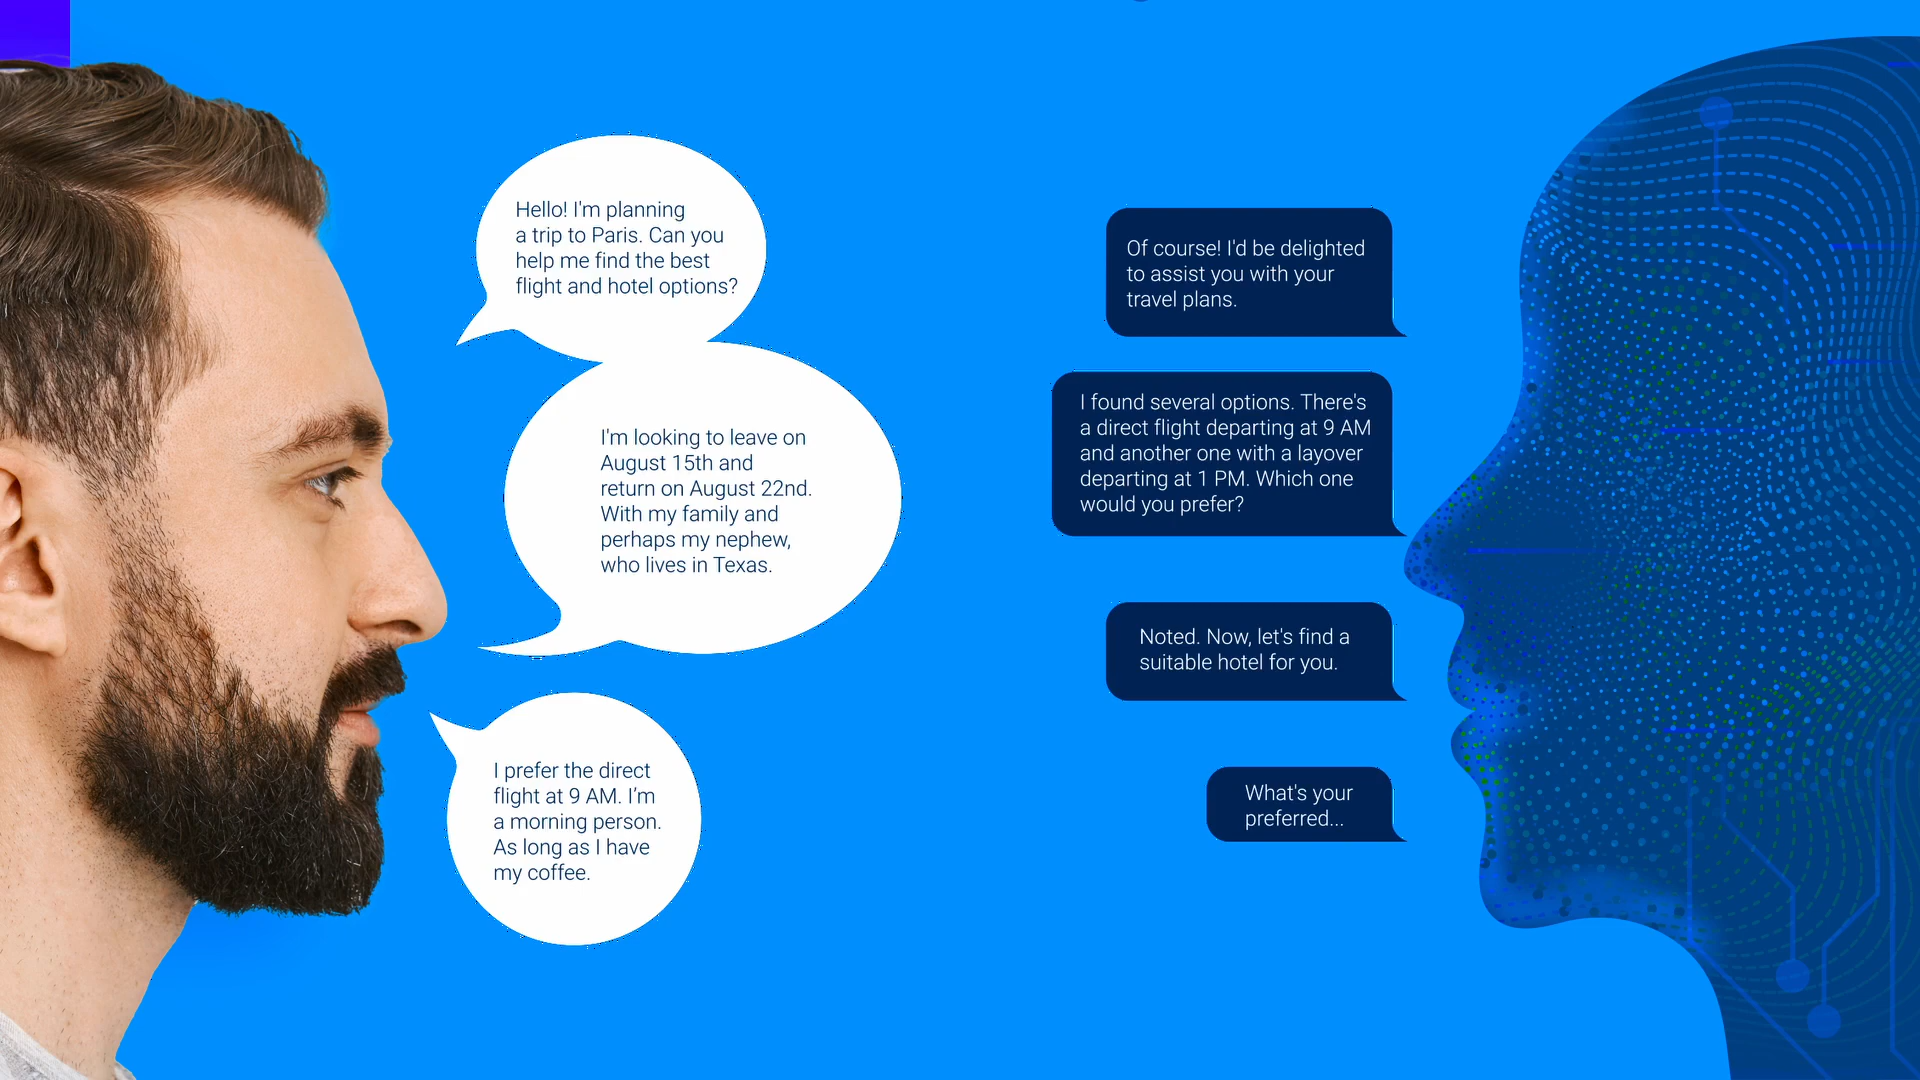 Hello! I'm planning
a trip to Paris. Can you
help me find the best
flight and hotel options?
Of course! I'd be delighted
to assist you with your
travel plans.
I'm looking to leave on
August 15th and
return on August 22nd.
With my family and
perhaps my nephew,
who lives in Texas.
I found several options. There's
a direct flight departing at 9 AM
and another one with a layover
departing at 1 PM. Which one
would you prefer?
I prefer the direct
flight at 9 AM. I’m
a morning person.
As long as I have
my coffee.
Noted. Now, let's find a
suitable hotel for you.
What's your
preferred...